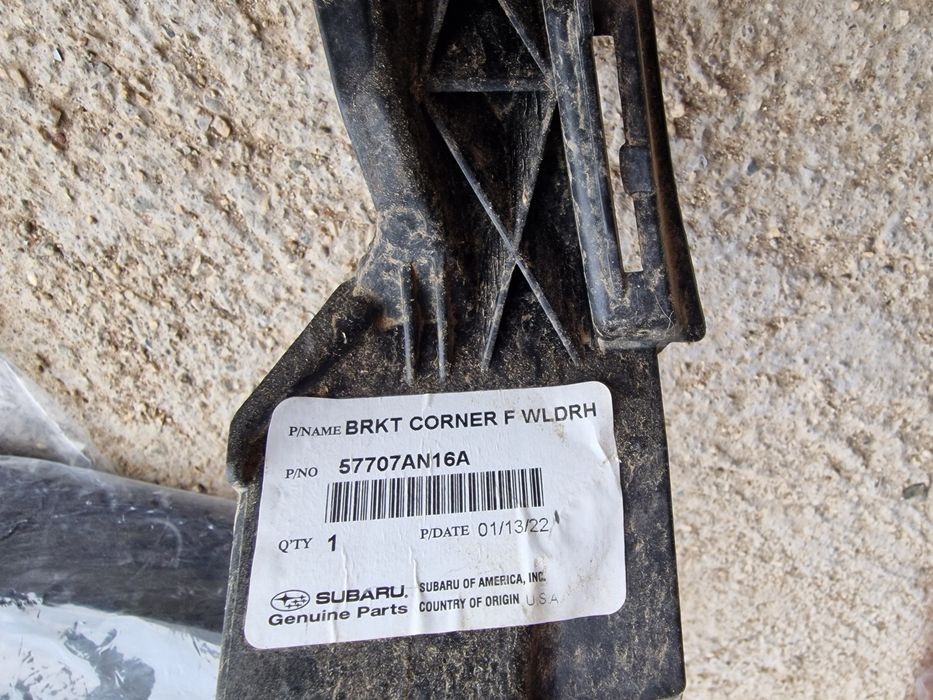 P/NAME BRKT CORNER F WLDRH
P/NO 57707AN16A
Q'TY 1 P/DATE 01/13/22
SUBARU. SUBARU OF AMERICA, INC.
Genuine Parts COUNTRY OF ORIGIN U.S.A.